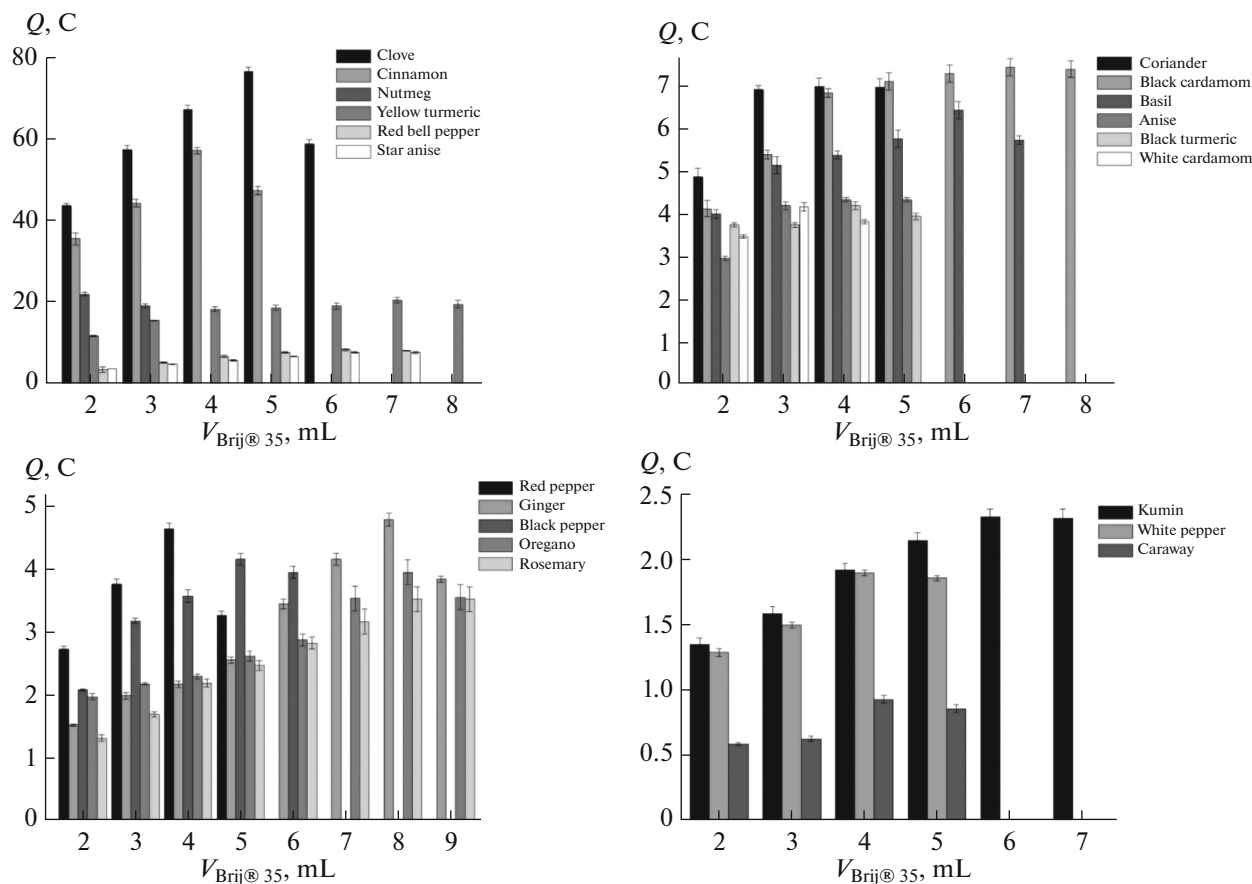 Q, C
80
60
40
20
0
Clove
Cinnamon
Nutmeg
Yellow turmeric
Red bell pepper
Star anise
2 3 4 5 6 7 8
V Brij® 35, mL
Q, C
7
6
5
4
3
2
1
0
Coriander
Black cardamom
Basil
Anise
Black turmeric
White cardamom
2 3 4 5 6 7 8
V Brij® 35, mL
Q, C
5
4
3
2
1
0
Red pepper
Ginger
Black pepper
Oregano
Rosemary
2 3 4 5 6 7 8 9
V Brij® 35, mL
Q, C
2.5
2.0
1.5
1.0
0.5
0
Kumin
White pepper
Caraway
2 3 4 5 6 7
V Brij® 35, mL